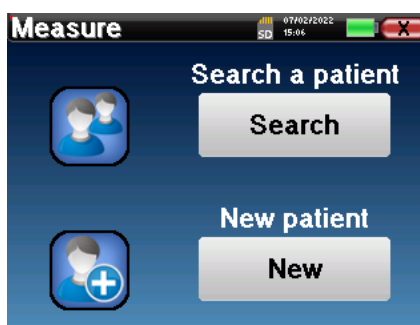 Measure
SD
07/02/2022
15:06
X
Search a patient
Search
New patient
New